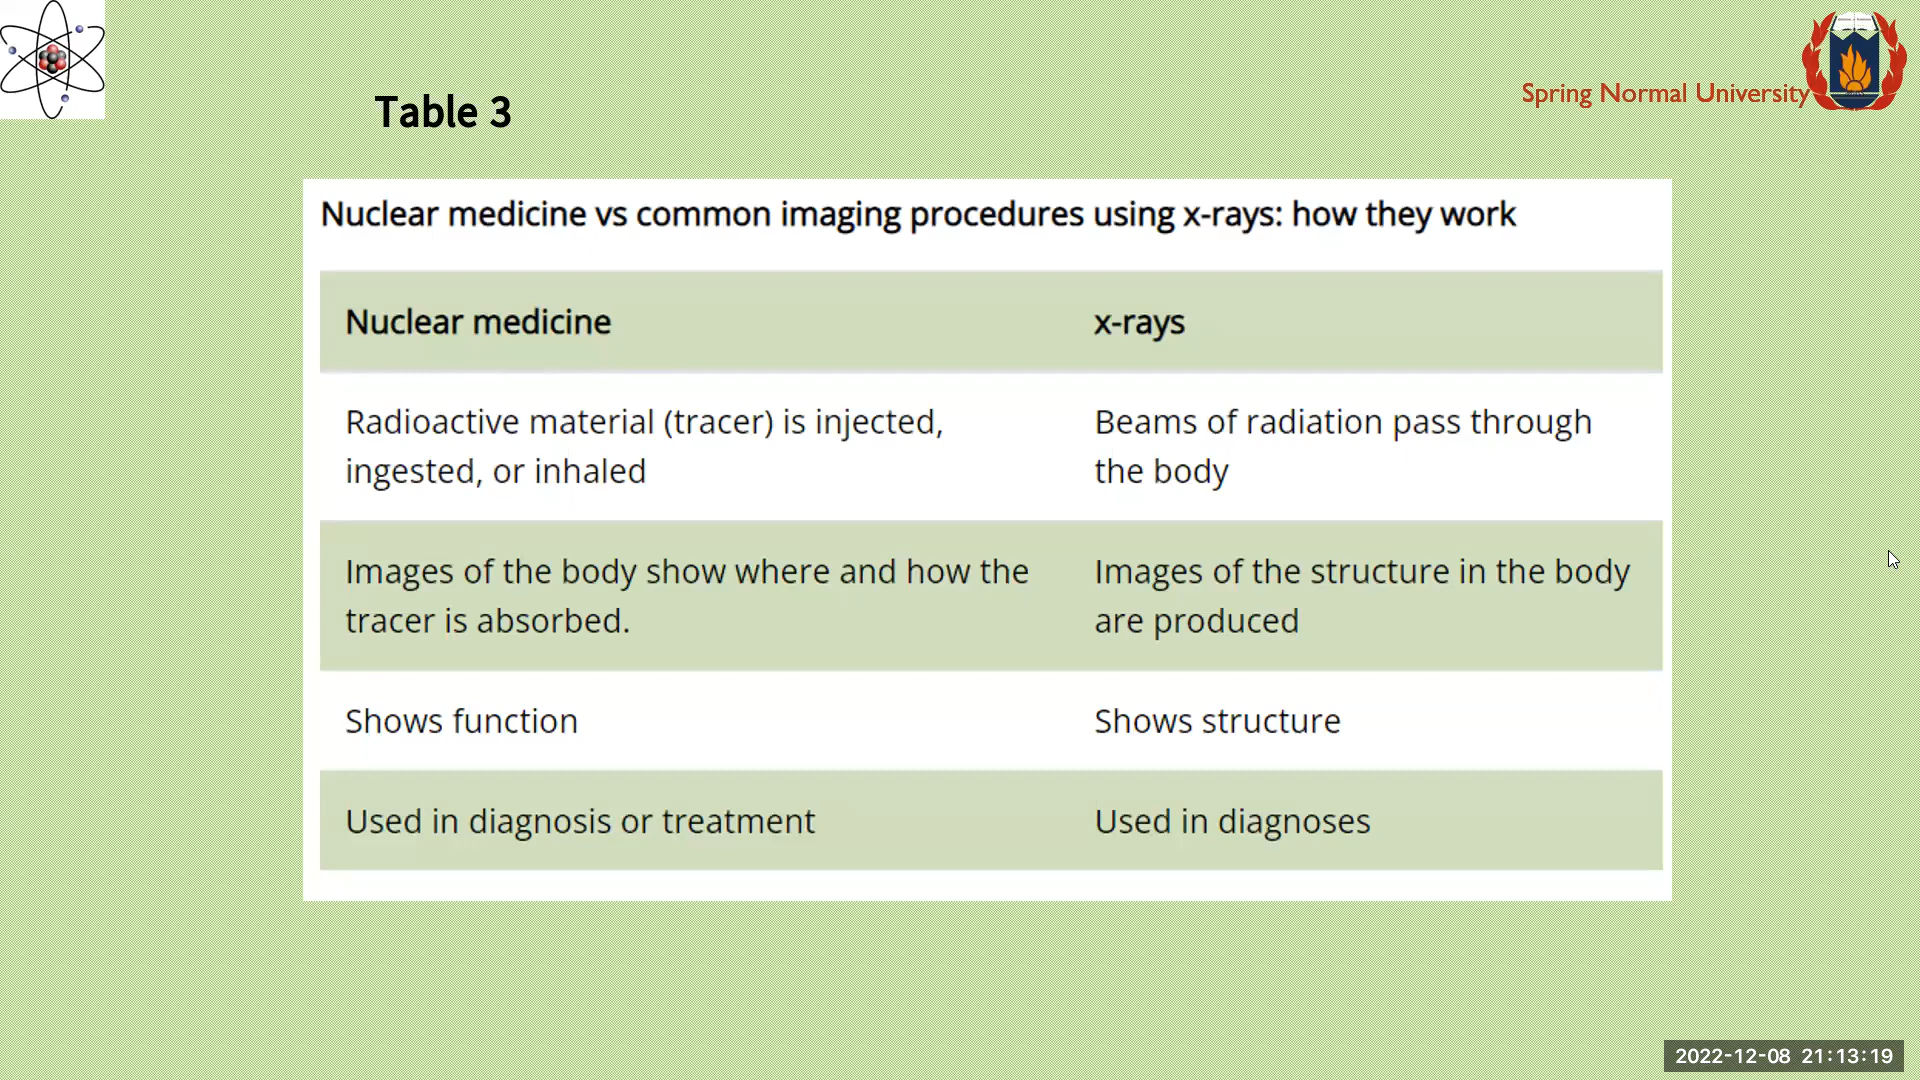 Spring Normal University
Table 3
Nuclear medicine vs common imaging procedures using x-rays: how they work
Nuclear medicine
x-rays
Radioactive material (tracer) is injected,
ingested, or inhaled
Beams of radiation pass through
the body
Images of the body show where and how the
tracer is absorbed.
Images of the structure in the body
are produced
Shows function
Shows structure
Used in diagnosis or treatment
Used in diagnoses
2022-12-08 21:13:19